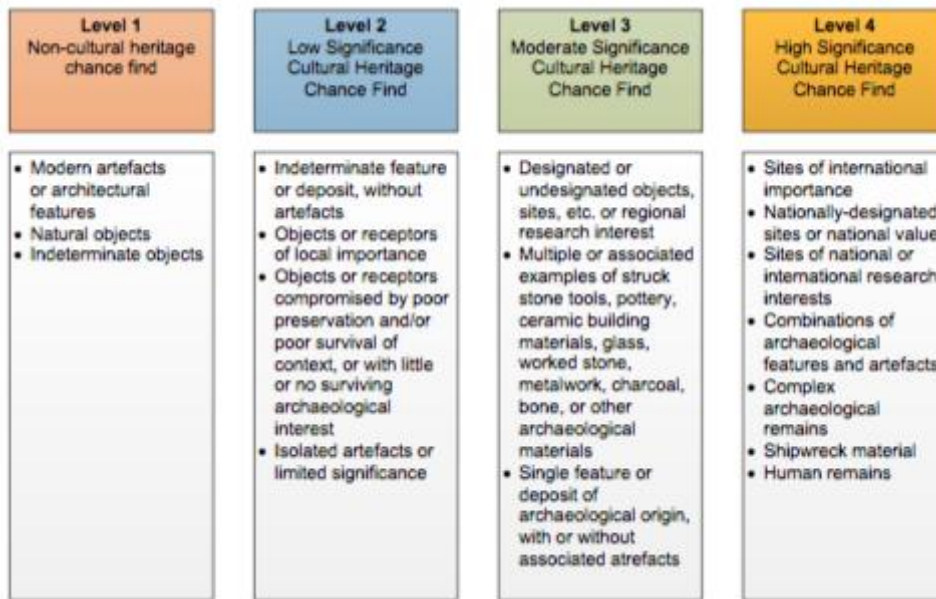 Level 1
Non-cultural heritage
chance find
Level 2
Low Significance
Cultural Heritage
Chance Find
Level 3
Moderate Significance
Cultural Heritage
Chance Find
Level 4
High Significance
Cultural Heritage
Chance Find
• Modern artefacts
or architectural
features
• Natural objects
• Indeterminate objects
• Indeterminate feature
or deposit, without
artefacts
• Objects or receptors
of local importance
• Objects or receptors
compromised by poor
preservation and/or
poor survival of
context, or with little
or no surviving
archaeological
interest
• Isolated artefacts or
limited significance
• Designated or
undesignated objects,
sites, etc. or regional
research interest
• Multiple or associated
examples of struck
stone tools, pottery,
ceramic building
materials, glass,
worked stone,
metalwork, charcoal,
bone, or other
archaeological
materials
• Single feature or
deposit of
archaeological origin,
with or without
associated atrefacts
• Sites of international
importance
• Nationally-designated
sites or national value
• Sites of national or
international research
interests
• Combinations of
archaeological
features and artefacts
• Complex
archaeological
remains
• Shipwreck material
• Human remains